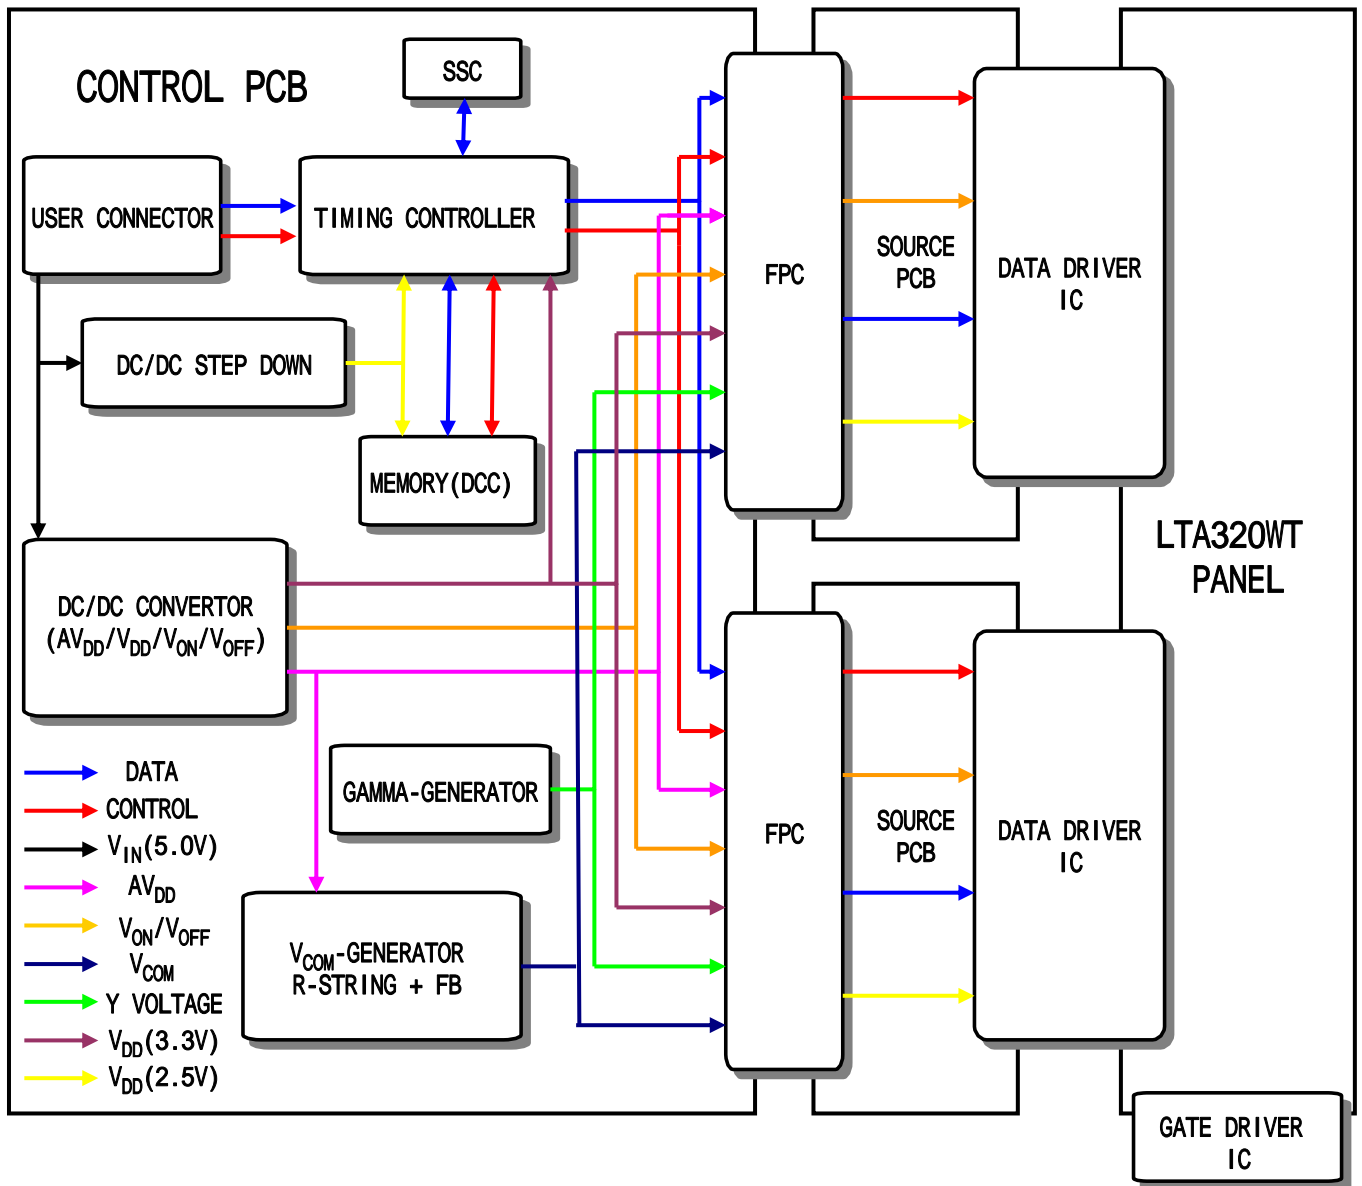 CONTROL PCB
SSC
USER CONNECTOR
TIMING CONTROLLER
DC/DC STEP DOWN
MEMORY(DCC)
DC/DC CONVERTOR
(AVDD/VDD/VON/VOFF)
GAMMA-GENERATOR
VCOM-GENERATOR
R-STRING + FB
DATA
CONTROL
VIN(5.0V)
AVDD
VON/VOFF
VCOM
Y VOLTAGE
VDD(3.3V)
VDD(2.5V)
FPC
SOURCE
PCB
DATA DRIVER
IC
LTA320WT
PANEL
FPC
SOURCE
PCB
DATA DRIVER
IC
GATE DRIVER
IC